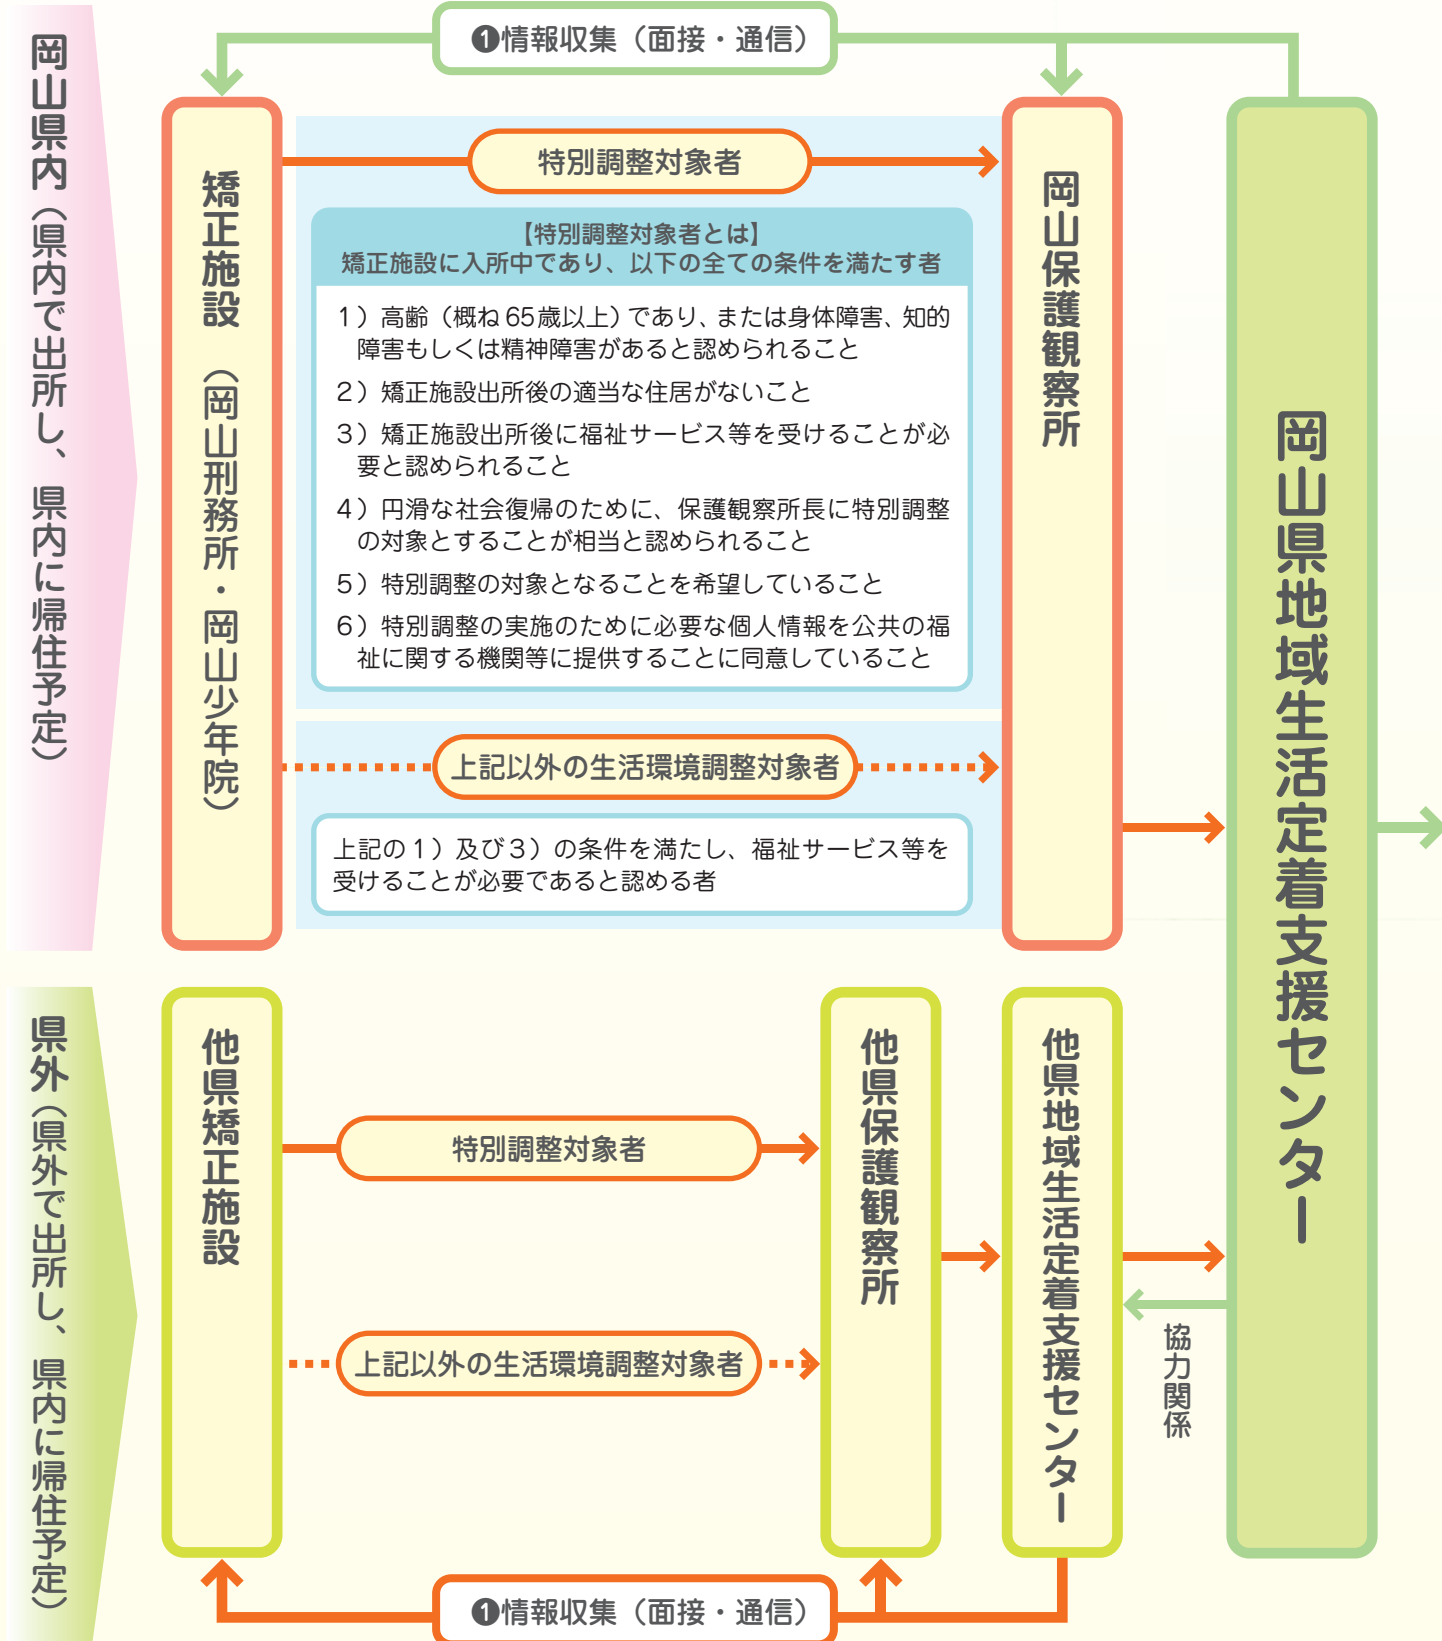 ❶情報収集（面接・通信）
岡山県内（県内で出所し、県内に帰住予定）
矯正施設（岡山刑務所・岡山少年院）
特別調整対象者
【特別調整対象者とは】
矯正施設に入所中であり、以下の全ての条件を満たす者
1）高齢（概ね65歳以上）であり、または身体障害、知的
障害もしくは精神障害があると認められること
2）矯正施設出所後の適当な住居がないこと
3）矯正施設出所後に福祉サービス等を受けることが必
要と認められること
4）円滑な社会復帰のために、保護観察所長に特別調整
の対象とすることが相当と認められること
5）特別調整の対象となることを希望していること
6）特別調整の実施のために必要な個人情報を公共の福
祉に関する機関等に提供することに同意していること
上記以外の生活環境調整対象者
上記の1）及び3）の条件を満たし、福祉サービス等を
受けることが必要であると認める者
岡山保護観察所
岡山県地域生活定着支援センター
県外（県外で出所し、県内に帰住予定）
他県矯正施設
特別調整対象者
上記以外の生活環境調整対象者
他県保護観察所
他県地域生活定着支援センター
協力関係
❶情報収集（面接・通信）